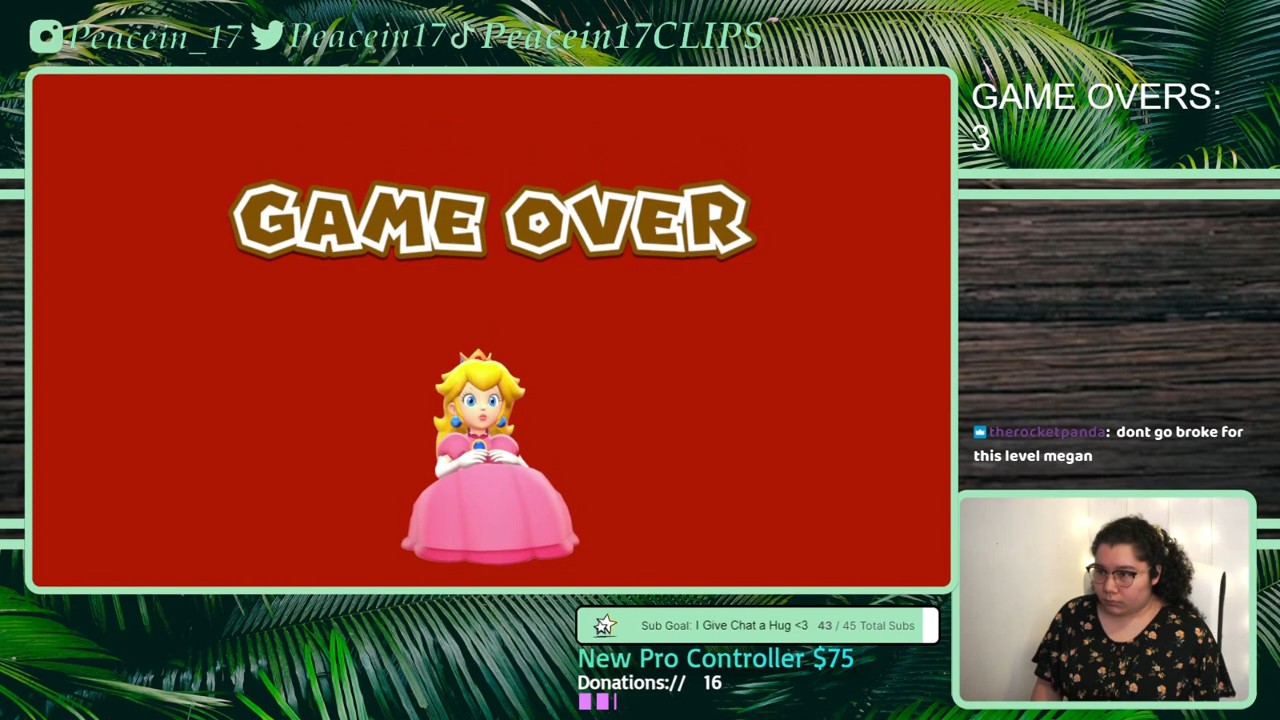 Peacein_17 Peacein17 Peacein17CLIPS
GAME OVERS:
3
GAME OVER
therocketpanda: dont go broke for
this level megan
Sub Goal: I Give Chat a Hug <3 43 / 45 Total Subs
New Pro Controller $75
Donations:// 16